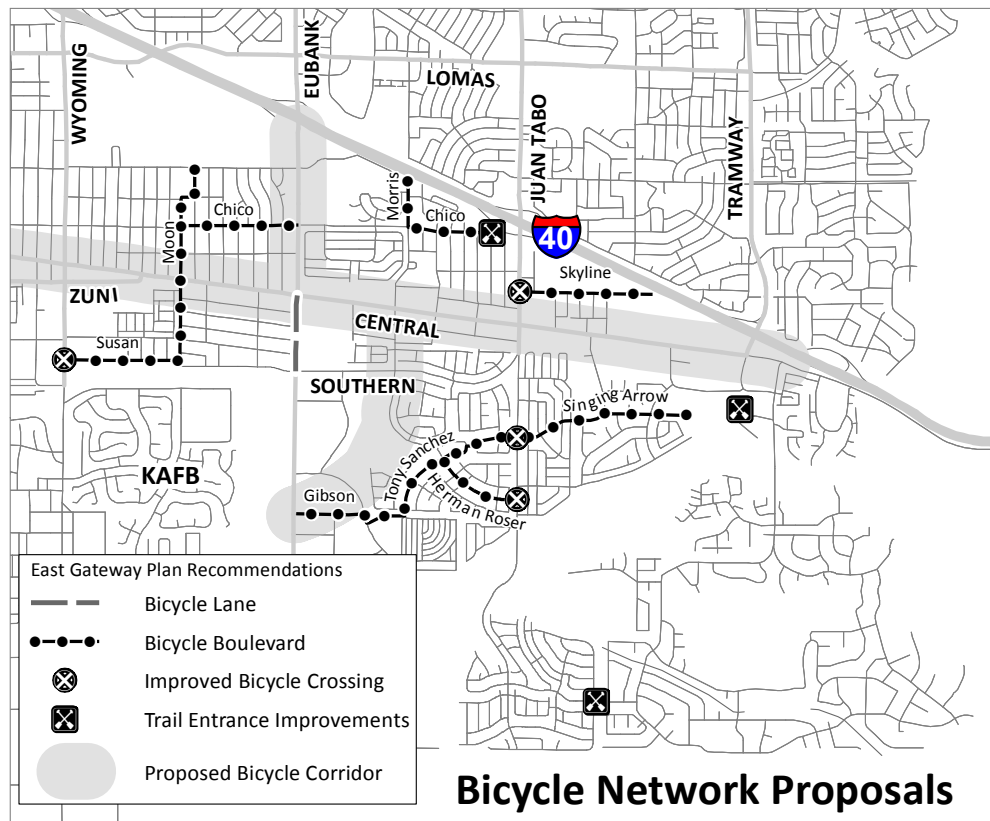 WYOMING
EUBANK
LOMAS
JUAN TABO
TRAMWAY
Morris
Chico
Chico
Moon
40
Skyline
ZUNI
CENTRAL
Susan
SOUTHERN
Singing Arrow
Tony Sanchez
KAFB
Herman Roser
Gibson
East Gateway Plan Recommendations
Bicycle Lane
Bicycle Boulevard
Improved Bicycle Crossing
Trail Entrance Improvements
Proposed Bicycle Corridor
Bicycle Network Proposals